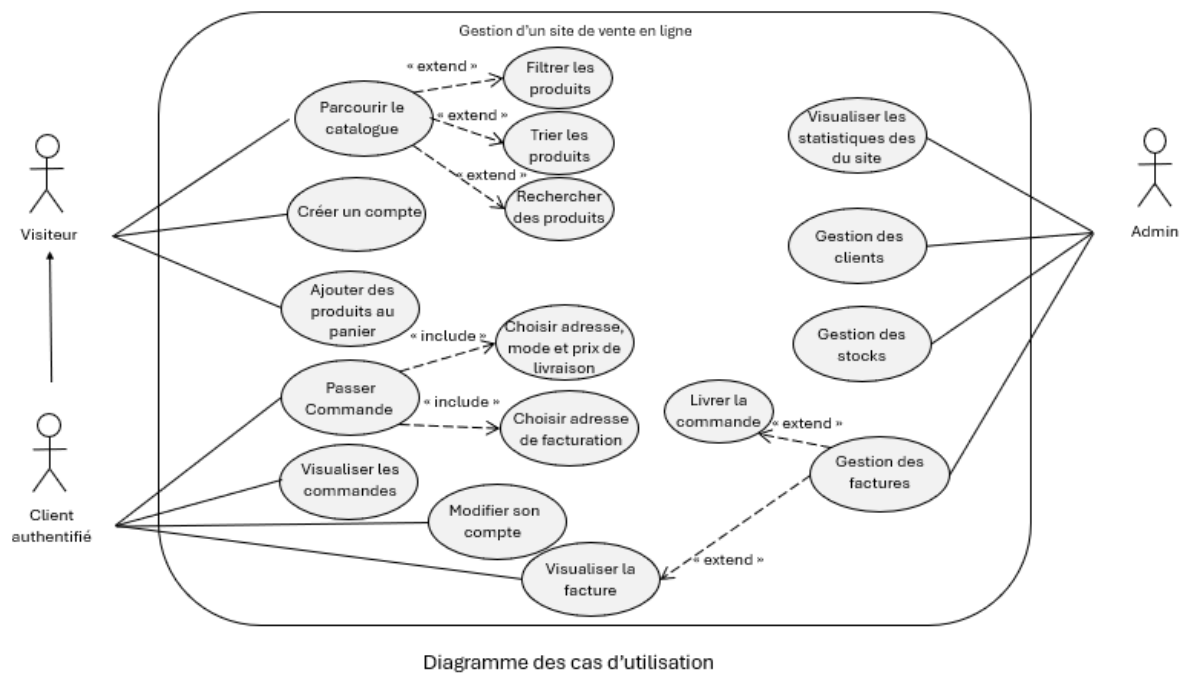 Gestion d'un site de vente en ligne
« extend »
Filtrer les
produits
Parcourir le
catalogue
« extend »
Trier les
produits
« extend »
Rechercher
des produits
Visualiser les
statistiques des
du site
Visiteur
Créer un compte
Admin
Gestion des
clients
Ajouter des
produits au
panier
« include »
Choisir adresse,
mode et prix de
livraison
Gestion des
stocks
Passer
Commande
« include »
Choisir adresse
de facturation
Livrer la
commande
« extend »
Gestion des
factures
Visualiser les
commandes
Client
authentifié
Modifier son
compte
Visualiser la
facture
« extend »
Diagramme des cas d'utilisation